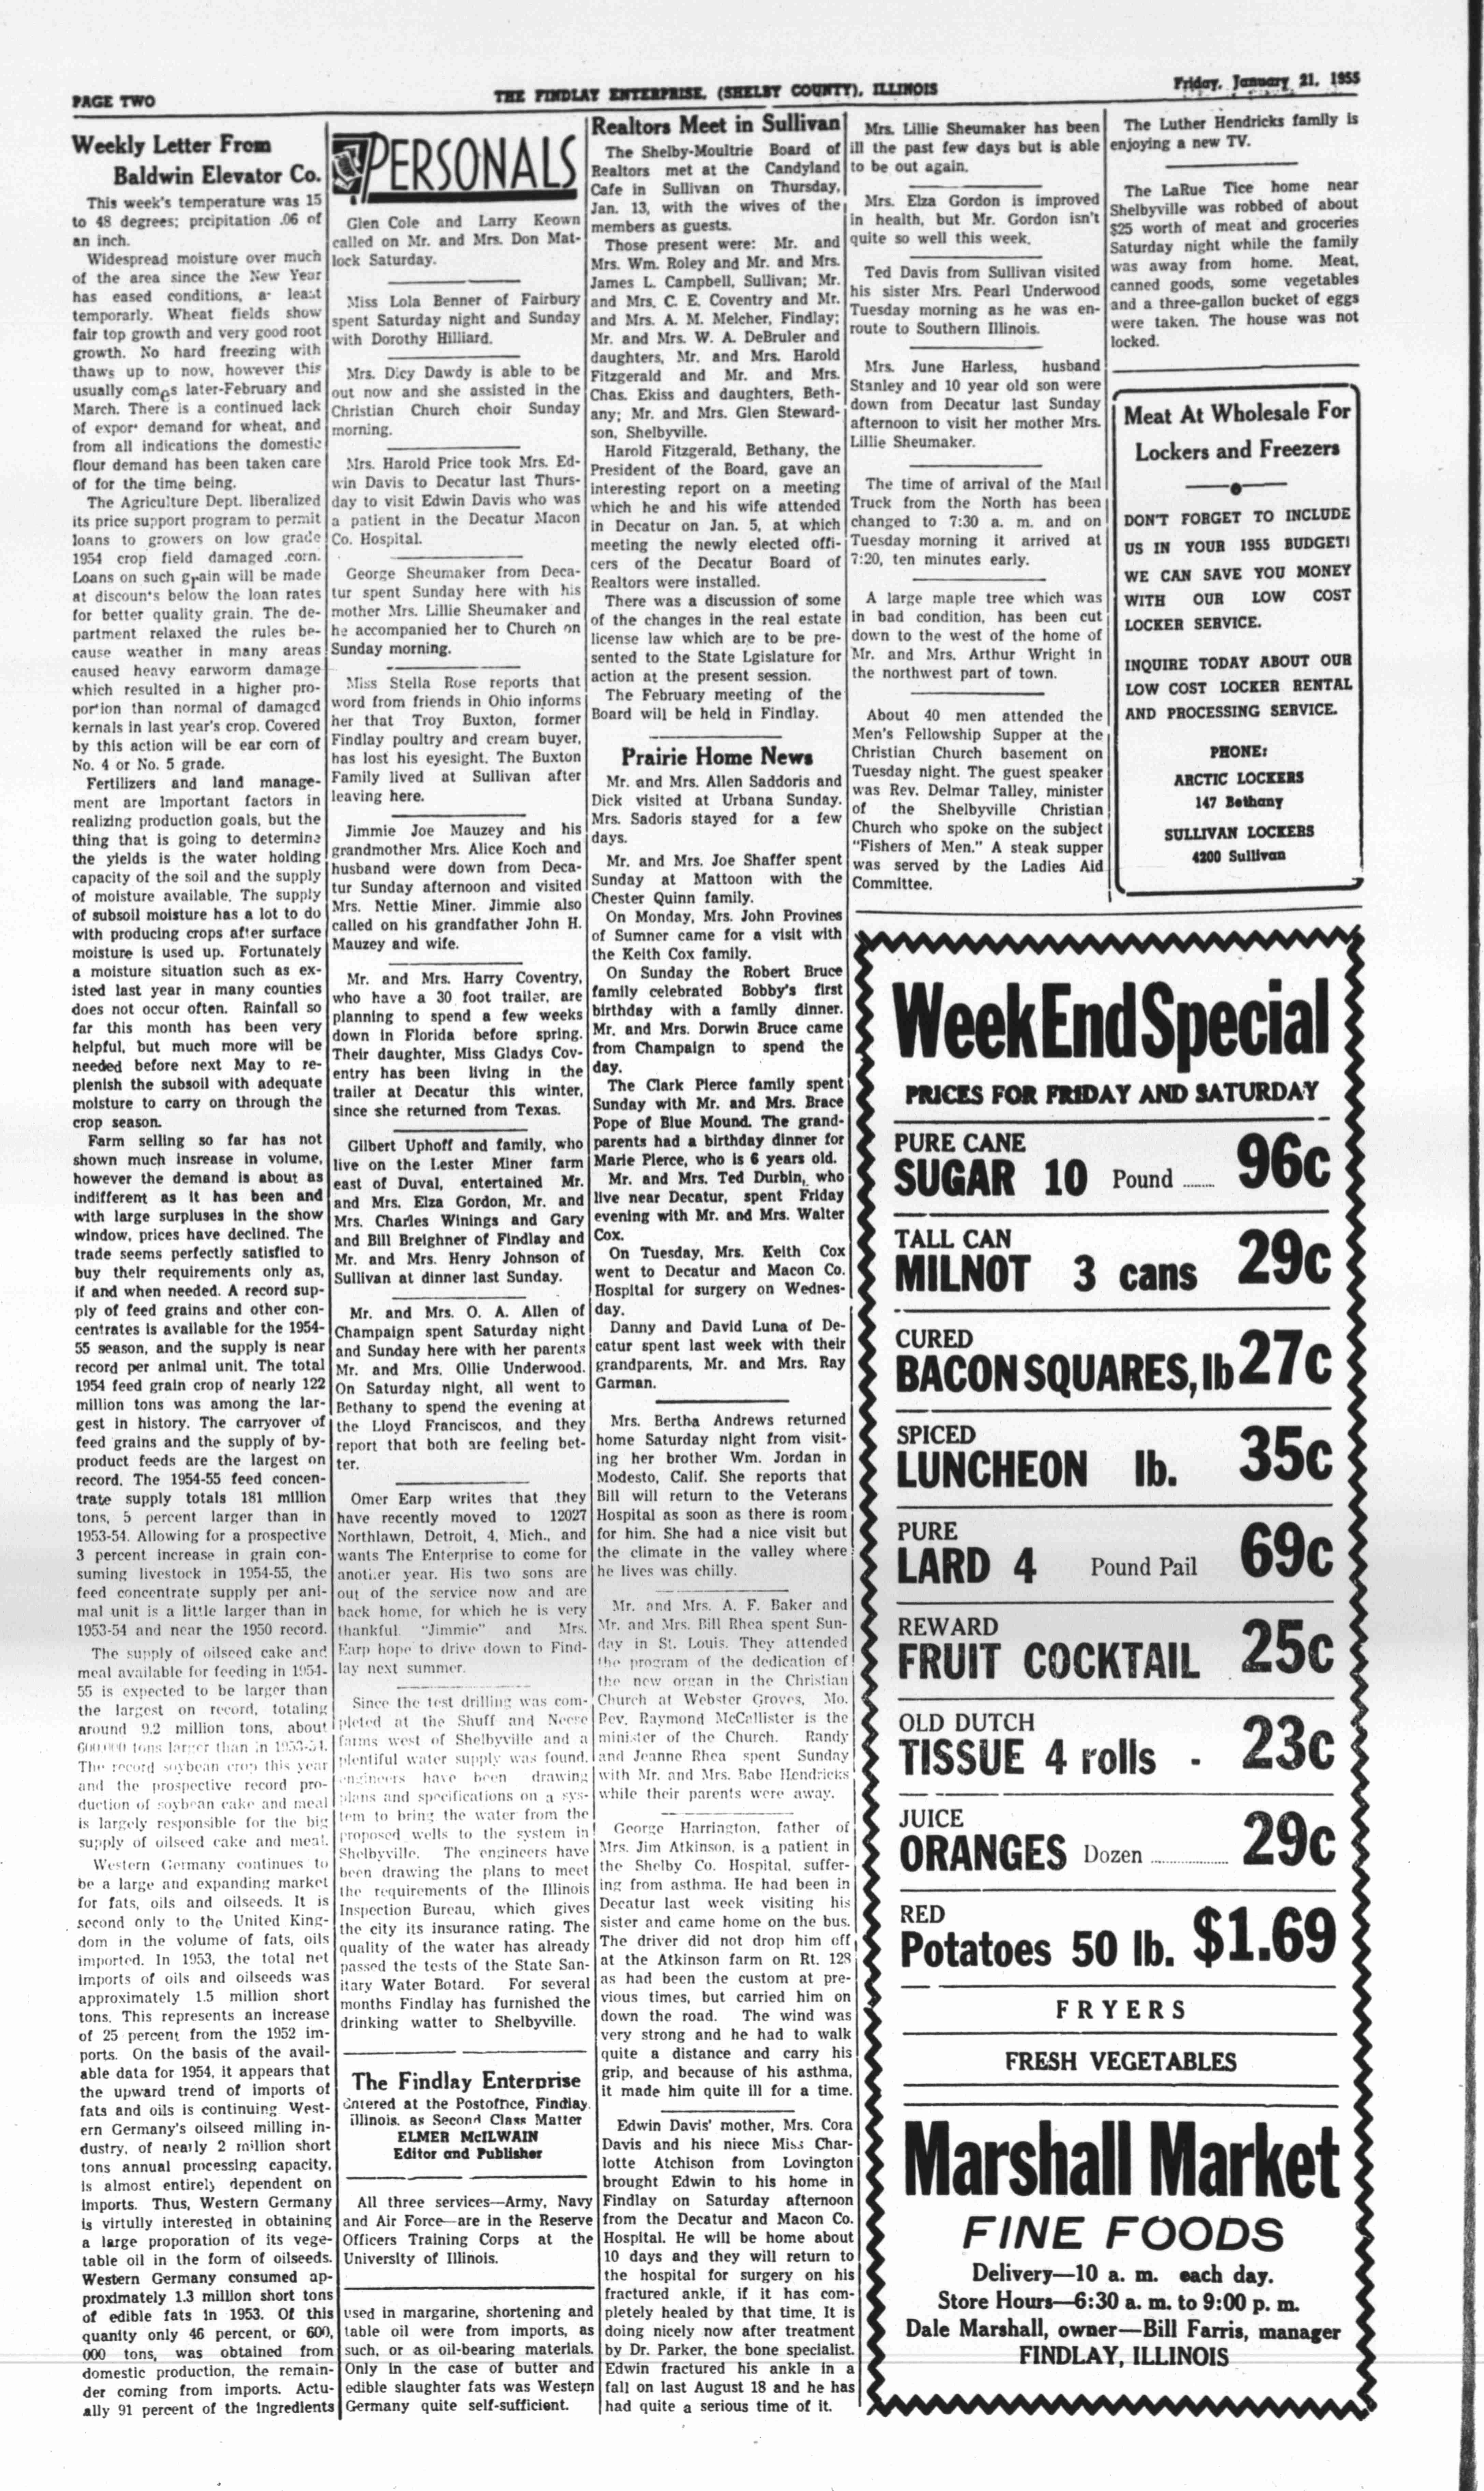 PAGE TWO
THE FINDLAY ENTERPRISE, (SHELBY COUNTY), ILLINOIS
Friday, January 21, 1955
Weekly Letter From
Baldwin Elevator Co.
This week's temperature was 15
to 48 degrees; prcipitation .06 of
an inch.
Widespread moisture over much
of the area since the New Year
has eased conditions, a· least
temporarly. Wheat fields show
fair top growth and very good root
growth. No hard freezing with
thaws up to now, however this
usually comes later-February and
March. There is a continued lack
of expor· demand for wheat, and
from all indications the domestic
flour demand has been taken care
of for the time being.
The Agriculture Dept. liberalized
its price support program to permit
loans to growers on low grade
1954 crop field damaged .corn.
Loans on such grain will be made
at discoun's below the loan rates
for better quality grain. The de-
partment relaxed the rules be-
cause weather in many areas
caused heavy earworm damage
which resulted in a higher pro-
por'ion than normal of damaged
kernals in last year's crop. Covered
by this action will be ear corn of
No. 4 or No. 5 grade.
Fertilizers and land manage-
ment are important factors in
realizing production goals, but the
thing that is going to determine
the yields is the water holding
capacity of the soil and the supply
of moisture available. The supply
of subsoil moisture has a lot to do
with producing crops after surface
moisture is used up. Fortunately
a moisture situation such as ex-
isted last year in many counties
does not occur often. Rainfall so
far this month has been very
helpful, but much more will be
needed before next May to re-
plenish the subsoil with adequate
moisture to carry on through the
crop season.
Farm selling so far has not
shown much insrease in volume,
however the demand is about as
indifferent as it has been and
with large surpluses in the show
window, prices have declined. The
trade seems perfectly satisfied to
buy their requirements only as,
if and when needed. A record sup-
ply of feed grains and other con-
centrates is available for the 1954-
55 season, and the supply is near
record per animal unit. The total
1954 feed grain crop of nearly 122
million tons was among the lar-
gest in history. The carryover of
feed grains and the supply of by-
product feeds are the largest on
record. The 1954-55 feed concen-
trate supply totals 181 million
tons, 5 percent larger than in
1953-54. Allowing for a prospective
3 percent increase in grain con-
suming livestock in 1954-55, the
feed concentrate supply per ani-
mal unit is a little larger than in
1953-54 and near the 1950 record.
The supply of oilseed cake and
meal available for feeding in 1954-
55 is expected to be larger than
the largest on record, totaling
around 9.2 million tons, about
600,000 tons larger than in 1953-54.
The record soybean crop this year
and the prospective record pro-
duction of soybean cake and meal
is largely responsible for the big
supply of oilseed cake and meal.
Western Germany continues to
be a large and expanding market
for fats, oils and oilseeds. It is
second only to the United King-
dom in the volume of fats, oils
imported. In 1953, the total net
imports of oils and oilseeds was
approximately 1.5 million short
tons. This represents an increase
of 25 percent from the 1952 im-
ports. On the basis of the avail-
able data for 1954, it appears that
the upward trend of imports of
fats and oils is continuing West-
ern Germany's oilseed milling in-
dustry, of nearly 2 million short
tons annual processing capacity,
is almost entirely dependent on
imports. Thus, Western Germany
is virtully interested in obtaining
a large proporation of its vege-
table oil in the form of oilseeds.
Western Germany consumed ap-
proximately 1.3 million short tons
of edible fats in 1953. Of this
quanity only 46 percent, or 600,
000 tons, was obtained from
domestic production, the remain-
der coming from imports. Actu-
ally 91 percent of the ingredients
PERSONALS
Glen Cole and Larry Keown
called on Mr. and Mrs. Don Mat-
lock Saturday.
Miss Lola Benner of Fairbury
spent Saturday night and Sunday
with Dorothy Hilliard.
Mrs. Dicy Dawdy is able to be
out now and she assisted in the
Christian Church choir Sunday
morning.
Mrs. Harold Price took Mrs. Ed-
win Davis to Decatur last Thurs-
day to visit Edwin Davis who was
a patient in the Decatur Macon
Co. Hospital.
George Sheumaker from Deca-
tur spent Sunday here with his
mother Mrs. Lillie Sheumaker and
he accompanied her to Church on
Sunday morning.
Miss Stella Rose reports that
word from friends in Ohio informs
her that Troy Buxton, former
Findlay poultry and cream buyer,
has lost his eyesight. The Buxton
Family lived at Sullivan after
leaving here.
Jimmie Joe Mauzey and his
grandmother Mrs. Alice Koch and
husband were down from Deca-
tur Sunday afternoon and visited
Mrs. Nettie Miner. Jimmie also
called on his grandfather John H.
Mauzey and wife.
Mr. and Mrs. Harry Coventry,
who have a 30 foot trailer, are
planning to spend a few weeks
down in Florida before spring.
Their daughter, Miss Gladys Cov-
entry has been living in the
trailer at Decatur this winter,
since she returned from Texas.
Gilbert Uphoff and family, who
live on the Lester Miner farm
east of Duval, entertained Mr.
and Mrs. Elza Gordon, Mr. and
Mrs. Charles Winings and Gary
and Bill Breighner of Findlay and
Mr. and Mrs. Henry Johnson of
Sullivan at dinner last Sunday.
Mr. and Mrs. O. A. Allen of
Champaign spent Saturday night
and Sunday here with her parents
Mr. and Mrs. Ollie Underwood.
On Saturday night, all went to
Bethany to spend the evening at
the Lloyd Franciscos, and they
report that both are feeling bet-
ter.
Omer Earp writes that they
have recently moved to 12027
Northlawn, Detroit, 4, Mich., and
wants The Enterprise to come for
another year. His two sons are
out of the service now and are
back home, for which he is very
thankful. "Jimmie" and Mrs.
Earp hope to drive down to Find-
lay next summer.
Since the test drilling was com-
pleted at the Shuff and Neece
farms west of Shelbyville and a
plentiful water supply was found,
engineers have been drawing
plans and specifications on a sys-
tem to bring the water from the
proposed wells to the system in
Shelbyville. The engineers have
been drawing the plans to meet
the requirements of the Illinois
Inspection Bureau, which gives
the city its insurance rating. The
quality of the water has already
passed the tests of the State San-
itary Water Botard. For several
months Findlay has furnished the
drinking watter to Shelbyville.
The Findlay Enterprise
Entered at the Postoffice, Findlay.
illinois, as Second Class Matter
ELMER McILWAIN
Editor and Publisher
All three services—Army, Navy
and Air Force—are in the Reserve
Officers Training Corps at the
University of Illinois.
used in margarine, shortening and
table oil were from imports, as
such, or as oil-bearing materials.
Only in the case of butter and
edible slaughter fats was Western
Germany quite self-sufficient.
Realtors Meet in Sullivan
The Shelby-Moultrie Board of
Realtors met at the Candyland
Cafe in Sullivan on Thursday,
Jan. 13, with the wives of the
members as guests.
Those present were: Mr. and
Mrs. Wm. Roley and Mr. and Mrs.
James L. Campbell, Sullivan; Mr.
and Mrs. C. E. Coventry and Mr.
and Mrs. A. M. Melcher, Findlay;
Mr. and Mrs. W. A. DeBruler and
daughters, Mr. and Mrs. Harold
Fitzgerald and Mr. and Mrs.
Chas. Ekiss and daughters, Beth-
any; Mr. and Mrs. Glen Steward-
son, Shelbyville.
Harold Fitzgerald, Bethany, the
President of the Board, gave an
interesting report on a meeting
which he and his wife attended
in Decatur on Jan. 5, at which
meeting the newly elected offi-
cers of the Decatur Board of
Realtors were installed.
There was a discussion of some
of the changes in the real estate
license law which are to be pre-
sented to the State Lgislature for
action at the present session.
The February meeting of the
Board will be held in Findlay.
Prairie Home News
Mr. and Mrs. Allen Saddoris and
Dick visited at Urbana Sunday.
Mrs. Sadoris stayed for a few
days.
Mr. and Mrs. Joe Shaffer spent
Sunday at Mattoon with the
Chester Quinn family.
On Monday, Mrs. John Provines
of Sumner came for a visit with
the Keith Cox family.
On Sunday the Robert Bruce
family celebrated Bobby's first
birthday with a family dinner.
Mr. and Mrs. Dorwin Bruce came
from Champaign to spend the
day.
The Clark Pierce family spent
Sunday with Mr. and Mrs. Brace
Pope of Blue Mound. The grand-
parents had a birthday dinner for
Marie Pierce, who is 6 years old.
Mr. and Mrs. Ted Durbin, who
live near Decatur, spent Friday
evening with Mr. and Mrs. Walter
Cox.
On Tuesday, Mrs. Keith Cox
went to Decatur and Macon Co.
Hospital for surgery on Wednes-
day.
Danny and David Luna of De-
catur spent last week with their
grandparents, Mr. and Mrs. Ray
Garman.
Mrs. Bertha Andrews returned
home Saturday night from visit-
ing her brother Wm. Jordan in
Modesto, Calif. She reports that
Bill will return to the Veterans
Hospital as soon as there is room
for him. She had a nice visit but
the climate in the valley where
he lives was chilly.
Mr. and Mrs. A. F. Baker and
Mr. and Mrs. Bill Rhea spent Sun-
day in St. Louis. They attended
the program of the dedication of
the new organ in the Christian
Church at Webster Groves, Mo.
Rev. Raymond McCallister is the
minister of the Church. Randy
and Jeanne Rhea spent Sunday
with Mr. and Mrs. Babe Hendricks
while their parents were away.
George Harrington, father of
Mrs. Jim Atkinson, is a patient in
the Shelby Co. Hospital, suffer-
ing from asthma. He had been in
Decatur last week visiting his
sister and came home on the bus.
The driver did not drop him off
at the Atkinson farm on Rt. 128
as had been the custom at pre-
vious times, but carried him on
down the road. The wind was
very strong and he had to walk
quite a distance and carry his
grip, and because of his asthma,
it made him quite ill for a time.
Edwin Davis' mother, Mrs. Cora
Davis and his niece Miss Char-
lotte Atchison from Lovington
brought Edwin to his home in
Findlay on Saturday afternoon
from the Decatur and Macon Co.
Hospital. He will be home about
10 days and they will return to
the hospital for surgery on his
fractured ankle, if it has com-
pletely healed by that time. It is
doing nicely now after treatment
by Dr. Parker, the bone specialist.
Edwin fractured his ankle in a
fall on last August 18 and he has
had quite a serious time of it.
Mrs. Lillie Sheumaker has been
ill the past few days but is able
to be out again.
Mrs. Elza Gordon is improved
in health, but Mr. Gordon isn't
quite so well this week.
Ted Davis from Sullivan visited
his sister Mrs. Pearl Underwood
Tuesday morning as he was en-
route to Southern Illinois.
Mrs. June Harless, husband
Stanley and 10 year old son were
down from Decatur last Sunday
afternoon to visit her mother Mrs.
Lillie Sheumaker.
The time of arrival of the Mail
Truck from the North has been
changed to 7:30 a. m. and on
Tuesday morning it arrived at
7:20, ten minutes early.
A large maple tree which was
in bad condition, has been cut
down to the west of the home of
Mr. and Mrs. Arthur Wright in
the northwest part of town.
About 40 men attended the
Men's Fellowship Supper at the
Christian Church basement on
Tuesday night. The guest speaker
was Rev. Delmar Talley, minister
of the Shelbyville Christian
Church who spoke on the subject
"Fishers of Men." A steak supper
was served by the Ladies Aid
Committee.
The Luther Hendricks family is
enjoying a new TV.
The LaRue Tice home near
Shelbyville was robbed of about
$25 worth of meat and groceries
Saturday night while the family
was away from home. Meat,
canned goods, some vegetables
and a three-gallon bucket of eggs
were taken. The house was not
locked.
Meat At Wholesale For
Lockers and Freezers
DON'T FORGET TO INCLUDE
US IN YOUR 1955 BUDGET!
WE CAN SAVE YOU MONEY
WITH OUR LOW COST
LOCKER SERVICE.
INQUIRE TODAY ABOUT OUR
LOW COST LOCKER RENTAL
AND PROCESSING SERVICE.
PHONE:
ARCTIC LOCKERS
147 Bethany
SULLIVAN LOCKERS
4200 Sullivan
Week End Special
PRICES FOR FRIDAY AND SATURDAY
PURE CANE
SUGAR 10 Pound ........ 96c
TALL CAN
MILNOT 3 cans 29c
CURED
BACON SQUARES, lb 27c
SPICED
LUNCHEON lb. 35c
PURE
LARD 4 Pound Pail 69c
REWARD
FRUIT COCKTAIL 25c
OLD DUTCH
TISSUE 4 rolls - 23c
JUICE
ORANGES Dozen .................. 29c
RED
Potatoes 50 lb. $1.69
FRYERS
FRESH VEGETABLES
Marshall Market
FINE FOODS
Delivery—10 a. m. each day.
Store Hours—6:30 a. m. to 9:00 p. m.
Dale Marshall, owner—Bill Farris, manager
FINDLAY, ILLINOIS